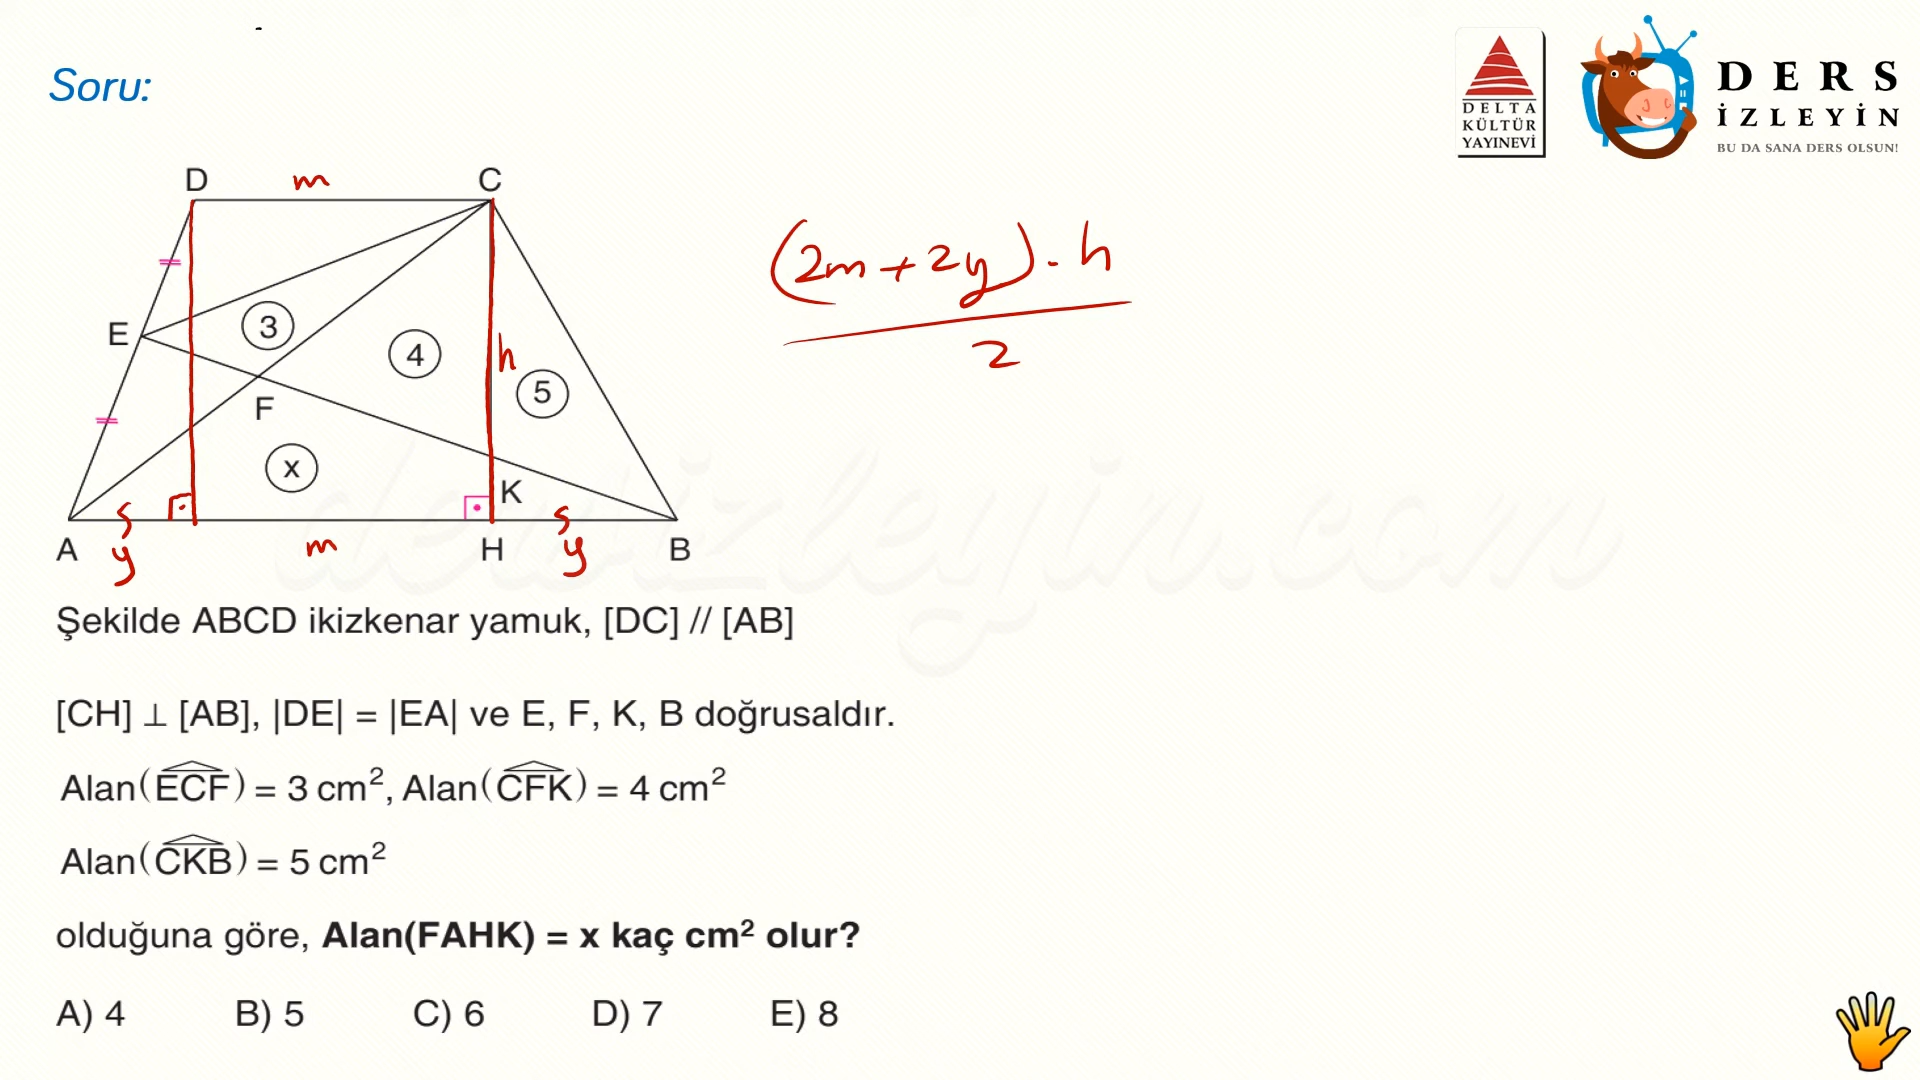 Soru:
DELTA
KÜLTÜR
YAYINEVİ
DERS
İZLEYİN
BU DA SANA DERS OLSUN!
D m C
(2m + 2y) . h
2
E 3 4 h 5
F
x
K
y m y
A H B
dersizleyin.com
Şekilde ABCD ikizkenar yamuk, [DC] // [AB]
[CH] ⊥ [AB], |DE| = |EA| ve E, F, K, B doğrusaldır.
Alan(ECF) = 3 cm², Alan(CFK) = 4 cm²
Alan(CKB) = 5 cm²
olduğuna göre, Alan(FAHK) = x kaç cm² olur?
A) 4 B) 5 C) 6 D) 7 E) 8